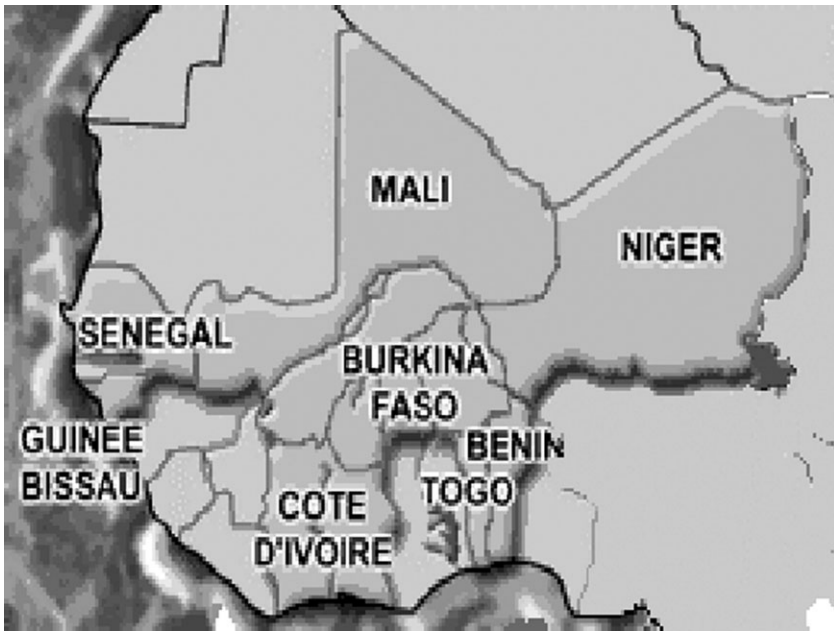 MALI
NIGER
SENEGAL
BURKINA
FASO
GUINEE
BISSAU
BENIN
TOGO
COTE
D'IVOIRE